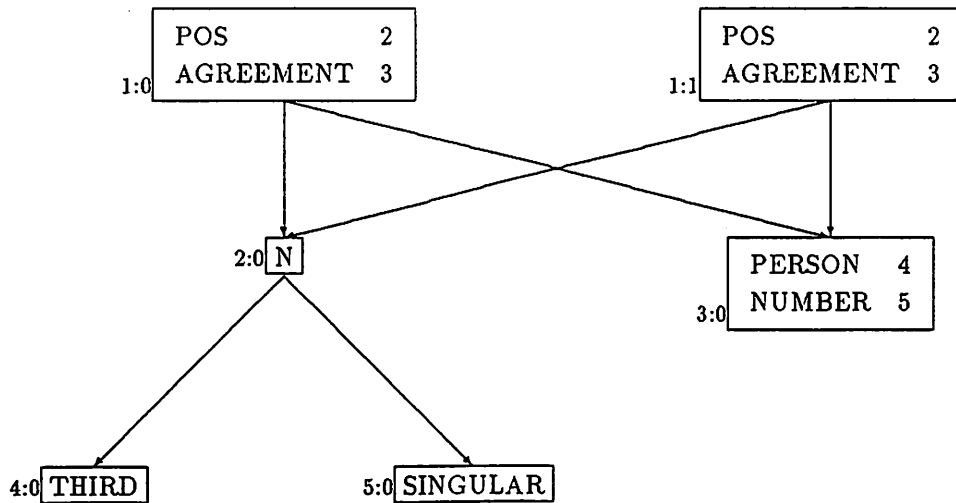 POS 2
AGREEMENT 3
1:0
POS 2
AGREEMENT 3
1:1
2:0 N
PERSON 4
NUMBER 5
3:0
4:0 THIRD
5:0 SINGULAR